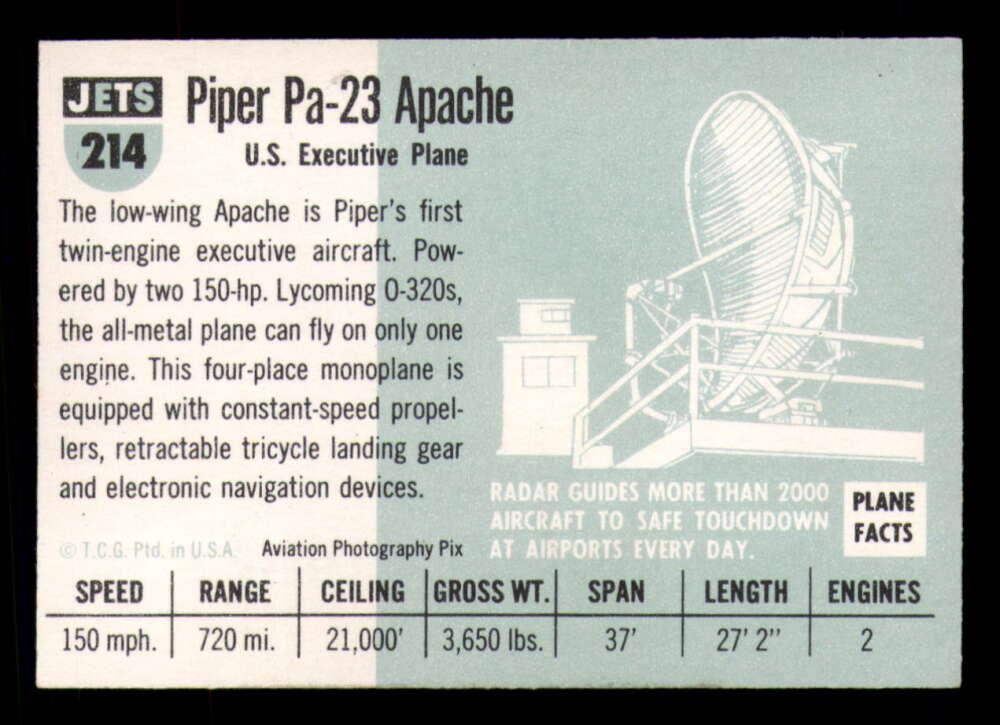 JETS
214
Piper Pa-23 Apache
U.S. Executive Plane
The low-wing Apache is Piper's first
twin-engine executive aircraft. Pow-
ered by two 150-hp. Lycoming O-320s,
the all-metal plane can fly on only one
engine. This four-place monoplane is
equipped with constant-speed propel-
lers, retractable tricycle landing gear
and electronic navigation devices.
© T.C.G. Ptd. in U.S.A. Aviation Photography Pix
RADAR GUIDES MORE THAN 2000
AIRCRAFT TO SAFE TOUCHDOWN
AT AIRPORTS EVERY DAY.
PLANE
FACTS
SPEED RANGE CEILING GROSS WT. SPAN LENGTH ENGINES
150 mph. 720 mi. 21,000' 3,650 lbs. 37' 27' 2" 2